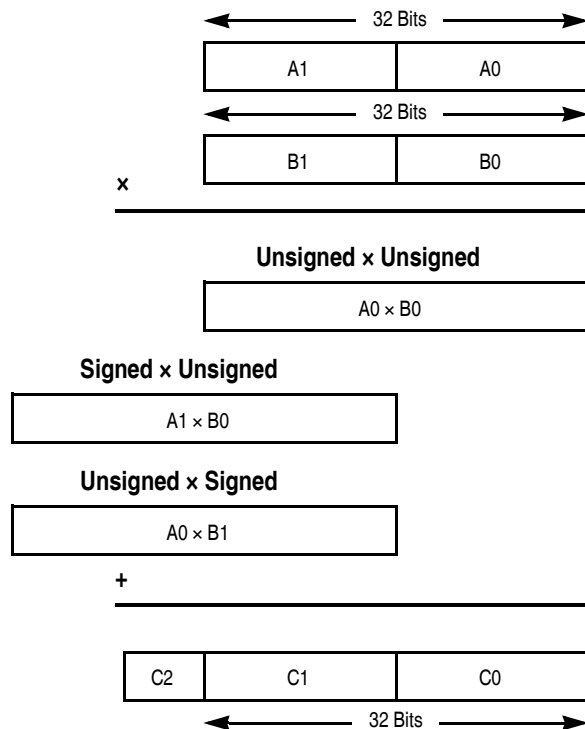 32 Bits
A1 A0
32 Bits
B1 B0
×
Unsigned × Unsigned
A0 × B0
Signed × Unsigned
A1 × B0
Unsigned × Signed
A0 × B1
+
C2 C1 C0
32 Bits